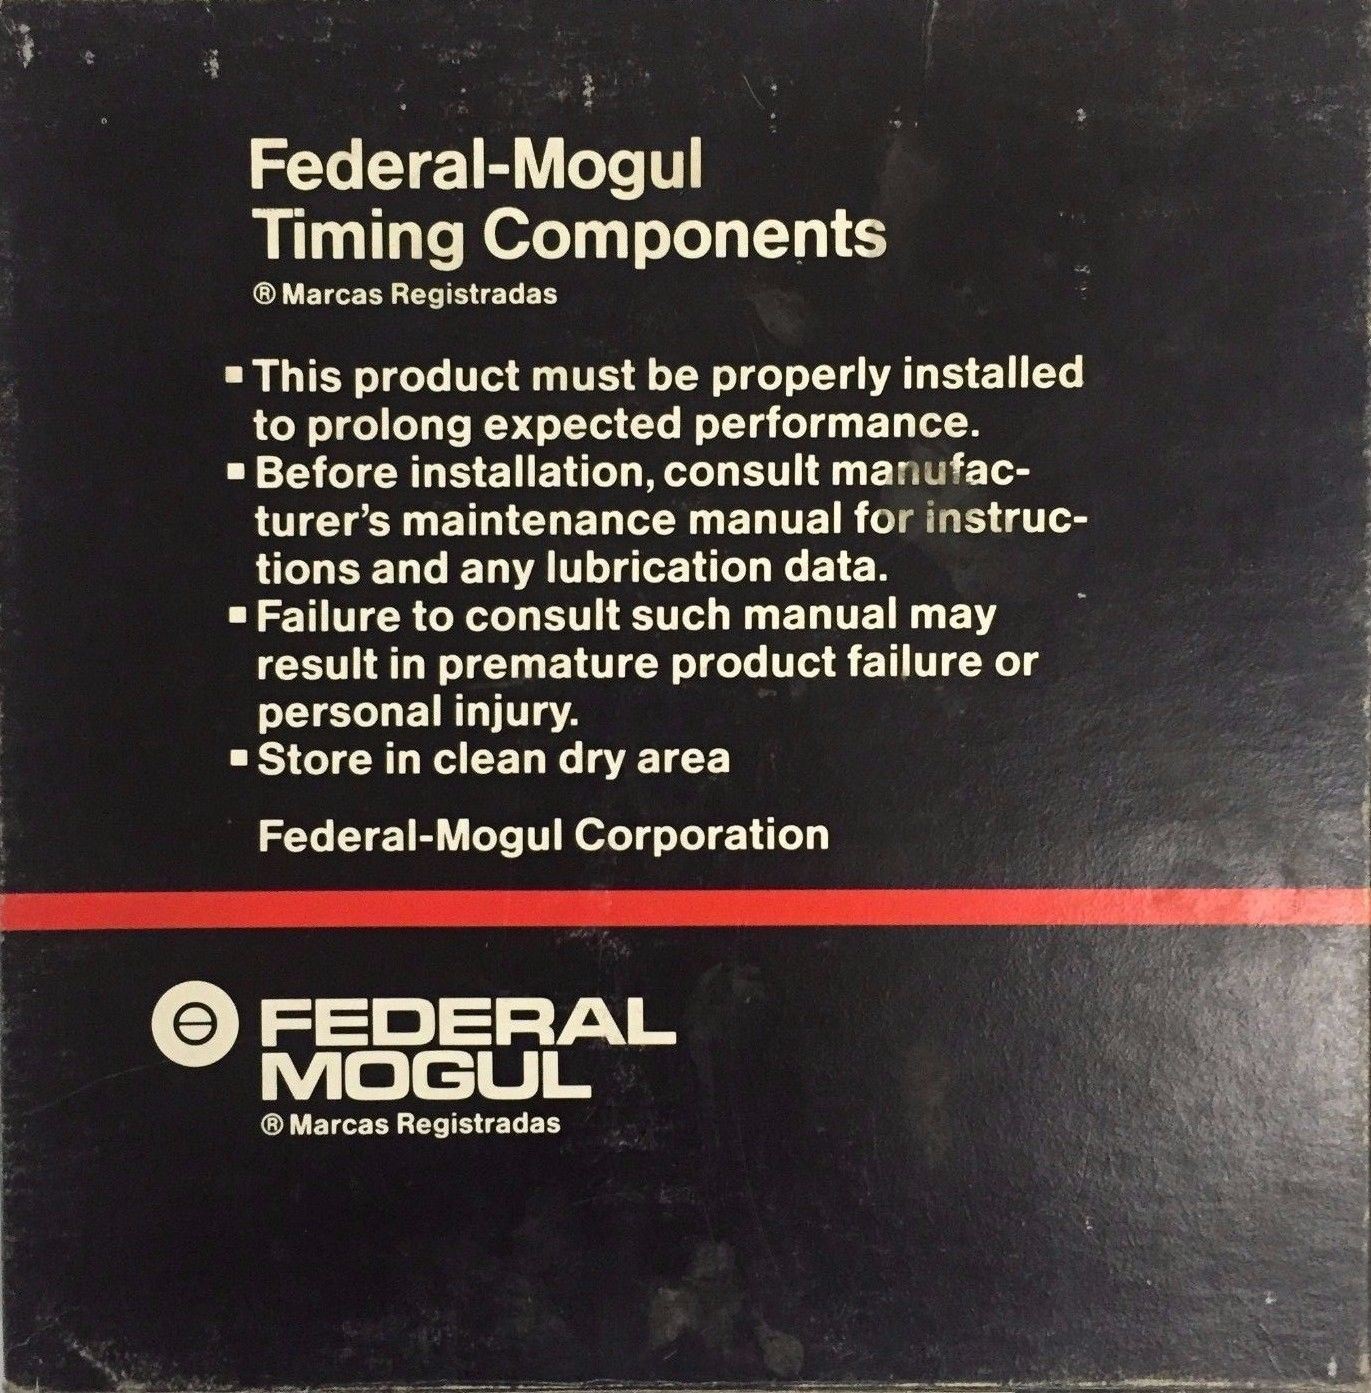 Federal-Mogul
Timing Components
® Marcas Registradas
▪ This product must be properly installed
to prolong expected performance.
▪ Before installation, consult manufac-
turer's maintenance manual for instruc-
tions and any lubrication data.
▪ Failure to consult such manual may
result in premature product failure or
personal injury.
▪ Store in clean dry area
Federal-Mogul Corporation
FEDERAL
MOGUL
® Marcas Registradas